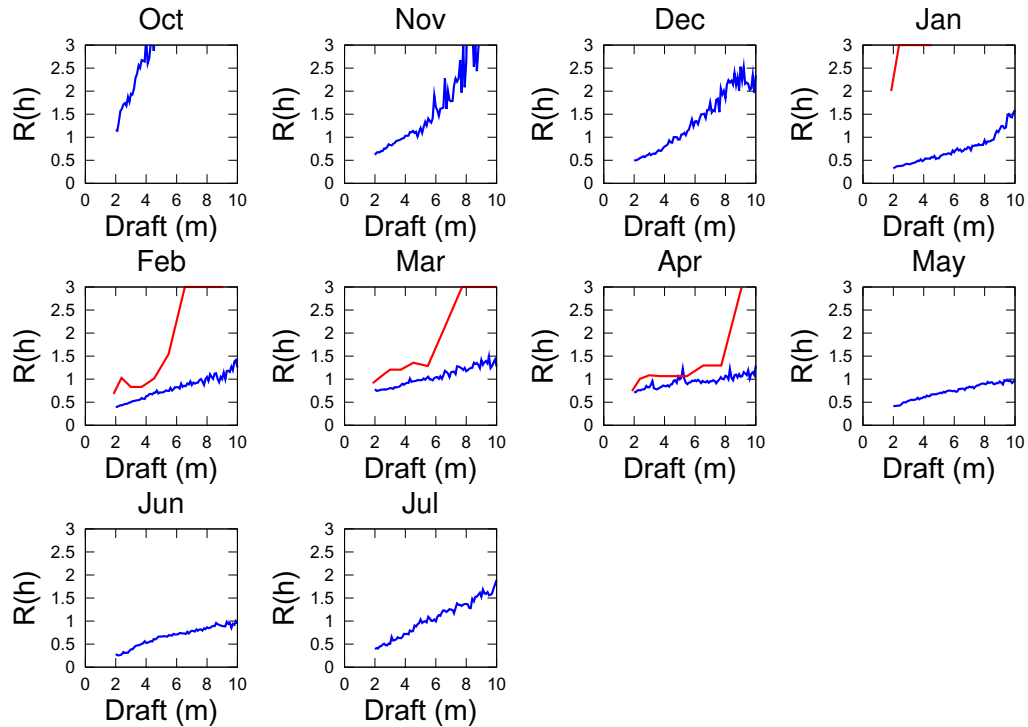 Oct Nov Dec Jan
R(h) 3 2.5 2 1.5 1 0.5 0 R(h) 3 2.5 2 1.5 1 0.5 0 R(h) 3 2.5 2 1.5 1 0.5 0 R(h) 3 2.5 2 1.5 1 0.5 0
0 2 4 6 8 10 0 2 4 6 8 10 0 2 4 6 8 10 0 2 4 6 8 10
Draft (m) Draft (m) Draft (m) Draft (m)
Feb Mar Apr May
R(h) 3 2.5 2 1.5 1 0.5 0 R(h) 3 2.5 2 1.5 1 0.5 0 R(h) 3 2.5 2 1.5 1 0.5 0 R(h) 3 2.5 2 1.5 1 0.5 0
0 2 4 6 8 10 0 2 4 6 8 10 0 2 4 6 8 10 0 2 4 6 8 10
Draft (m) Draft (m) Draft (m) Draft (m)
Jun Jul
R(h) 3 2.5 2 1.5 1 0.5 0 R(h) 3 2.5 2 1.5 1 0.5 0
0 2 4 6 8 10 0 2 4 6 8 10
Draft (m) Draft (m)